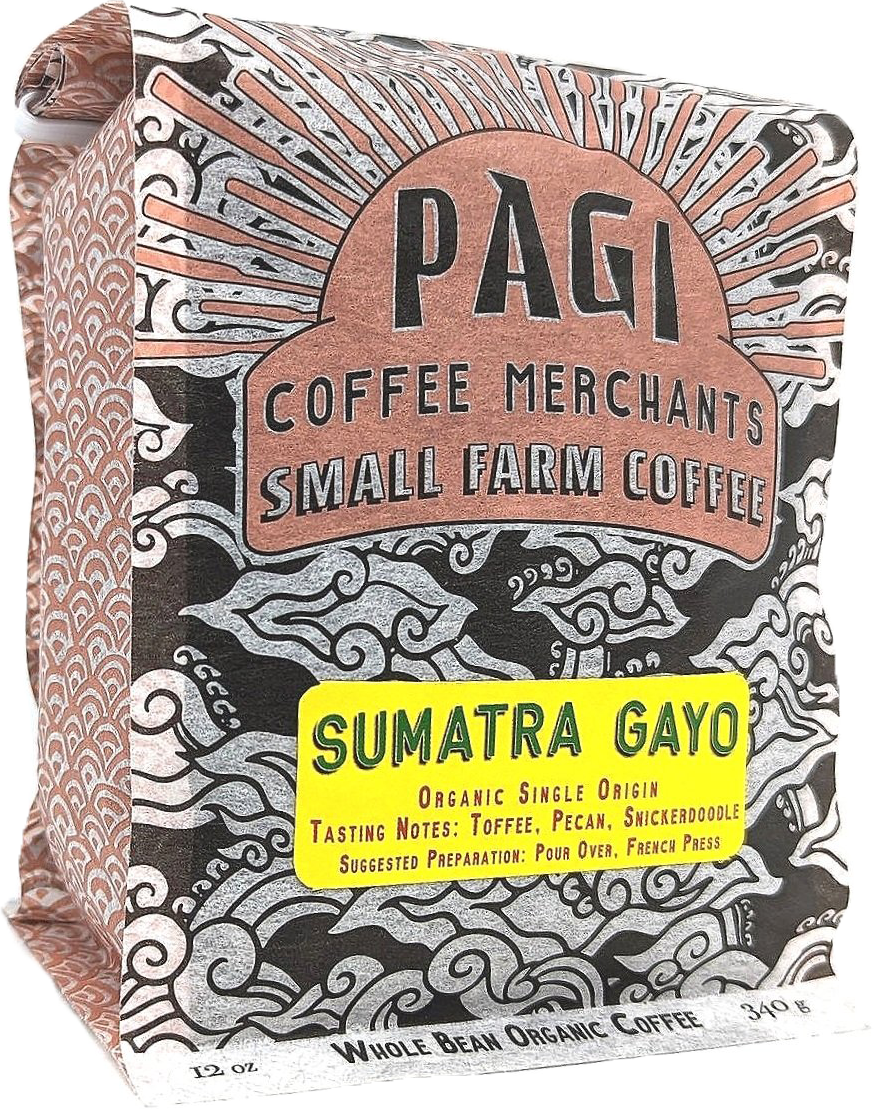 PAGI
COFFEE MERCHANTS
SMALL FARM COFFEE
SUMATRA GAYO
ORGANIC SINGLE ORIGIN
TASTING NOTES: TOFFEE, PECAN, SNICKERDOODLE
SUGGESTED PREPARATION: POUR OVER, FRENCH PRESS
12 oz WHOLE BEAN ORGANIC COFFEE 340 g